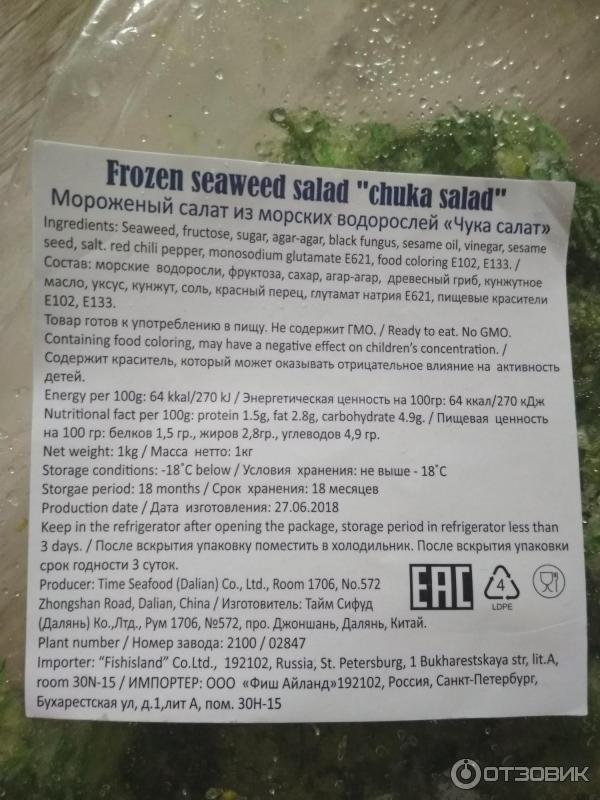 Frozen seaweed salad "chuka salad"
Мороженый салат из морских водорослей «Чука салат»
Ingredients: Seaweed, fructose, sugar, agar-agar, black fungus, sesame oil, vinegar, sesame
seed, salt. red chili pepper, monosodium glutamate E621, food coloring E102, E133. /
Состав: морские водоросли, фруктоза, сахар, агар-агар, древесный гриб, кунжутное
масло, уксус, кунжут, соль, красный перец, глутамат натрия Е621, пищевые красители
Е102, Е133.
Товар готов к употреблению в пищу. Не содержит ГМО. / Ready to eat. No GMO.
Containing food coloring, may have a negative effect on children's concentration. /
Содержит краситель, который может оказывать отрицательное влияние на активность
детей.
Energy per 100g: 64 kkal/270 kJ / Энергетическая ценность на 100гр: 64 ккал/270 кДж
Nutritional fact per 100g: protein 1.5g, fat 2.8g, carbohydrate 4.9g. / Пищевая ценность
на 100 гр: белков 1,5 гр., жиров 2,8гр., углеводов 4,9 гр.
Net weight: 1kg / Масса нетто: 1кг
Storage conditions: -18˚C below / Условия хранения: не выше - 18˚C
Storgae period: 18 months / Срок хранения: 18 месяцев
Production date / Дата изготовления: 27.06.2018
Keep in the refrigerator after opening the package, storage period in refrigerator less than
3 days. / После вскрытия упаковку поместить в холодильник. После вскрытия упаковки
срок годности 3 суток.
Producer: Time Seafood (Dalian) Co., Ltd., Room 1706, No.572
Zhongshan Road, Dalian, China / Изготовитель: Тайм Сифуд
(Далянь) Ко.,Лтд., Рум 1706, №572, про. Джоншань, Далянь, Китай.
EAC
4
LDPE
Plant number / Номер завода: 2100 / 02847
Importer: "Fishisland" Co.Ltd., 192102, Russia, St. Petersburg, 1 Bukharestskaya str, lit.A,
room 30N-15 / ИМПОРТЕР: ООО «Фиш Айланд»192102, Россия, Санкт-Петербург,
Бухарестская ул, д.1,лит А, пом. 30Н-15
ОТЗОВИК